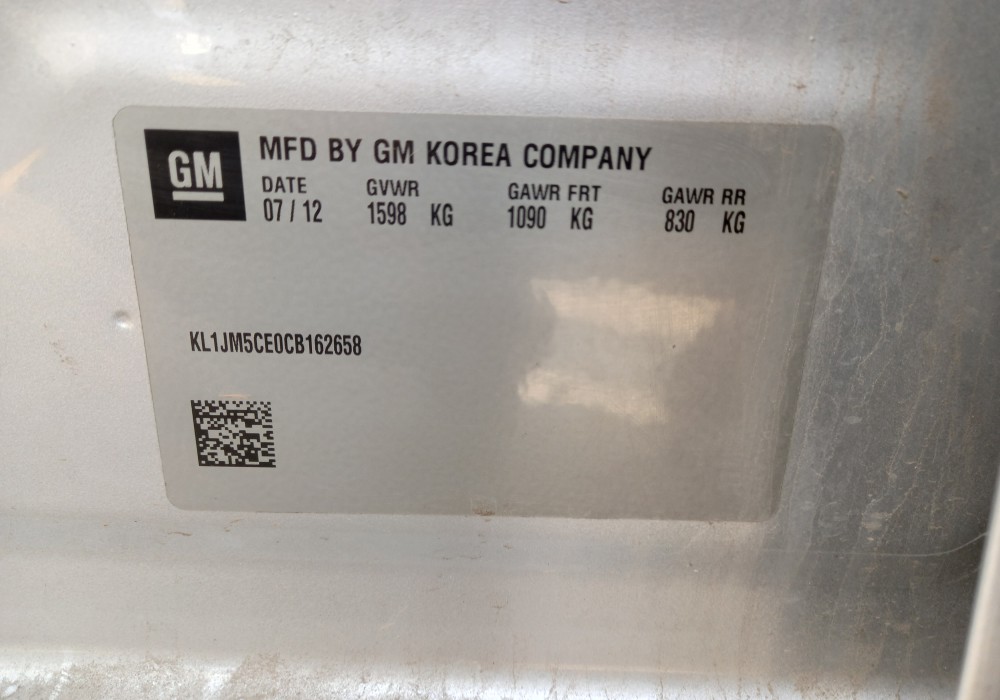 GM
MFD BY GM KOREA COMPANY
DATE GVWR GAWR FRT GAWR RR
07 / 12 1598 KG 1090 KG 830 KG
KL1JM5CE0CB162658